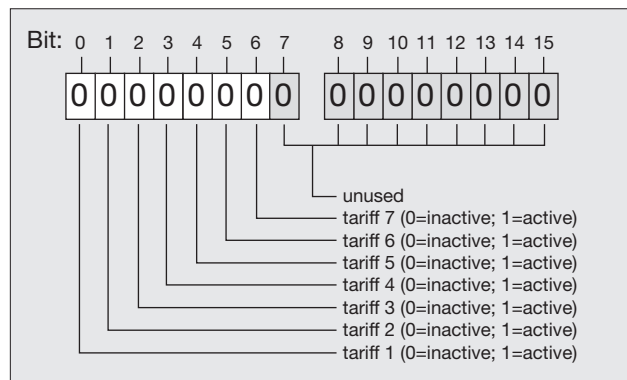 Bit: 0 1 2 3 4 5 6 7 8 9 10 11 12 13 14 15
0 0 0 0 0 0 0 0 0 0 0 0 0 0 0 0
unused
tariff 7 (0=inactive; 1=active)
tariff 6 (0=inactive; 1=active)
tariff 5 (0=inactive; 1=active)
tariff 4 (0=inactive; 1=active)
tariff 3 (0=inactive; 1=active)
tariff 2 (0=inactive; 1=active)
tariff 1 (0=inactive; 1=active)